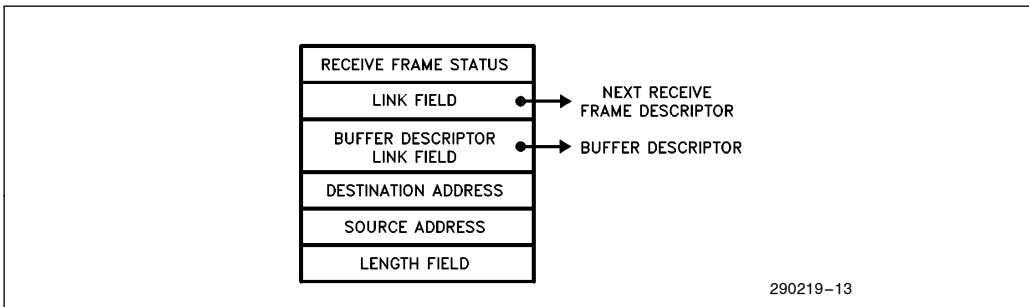 RECEIVE FRAME STATUS
LINK FIELD
NEXT RECEIVE
FRAME DESCRIPTOR
BUFFER DESCRIPTOR
LINK FIELD
BUFFER DESCRIPTOR
DESTINATION ADDRESS
SOURCE ADDRESS
LENGTH FIELD
290219–13